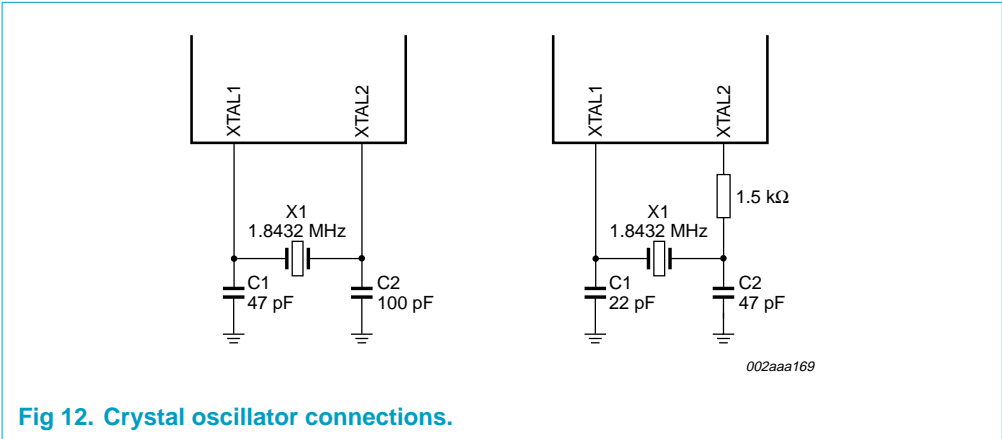 XTAL1
XTAL2
X1
1.8432 MHz
C1
47 pF
C2
100 pF
XTAL1
XTAL2
1.5 kΩ
X1
1.8432 MHz
C1
22 pF
C2
47 pF
002aaa169
Fig 12. Crystal oscillator connections.